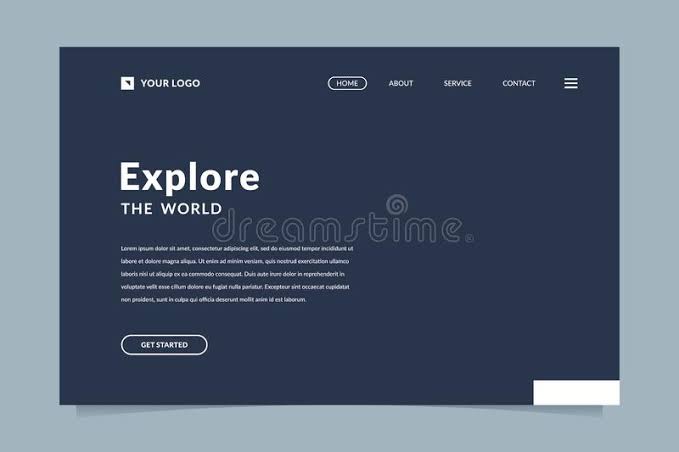 YOUR LOGO
HOME ABOUT SERVICE CONTACT
Explore
THE WORLD
dreamstime
Lorem ipsum dolor sit amet, consectetur adipiscing elit, sed do eiusmod tempor
ut labore et dolore magna aliqua. Ut enim ad minim veniam, quis nostrud exercitation
ullamco laboris nisi ut aliquip ex ea commodo consequat. Duis aute irure dolor in reprehenderit in
voluptate velit esse cillum dolore eu fugiat nulla pariatur. Excepteur sint occaecat cupidatat
non proident, sunt in culpa qui officia deserunt mollit anim id est laborum.
GET STARTED